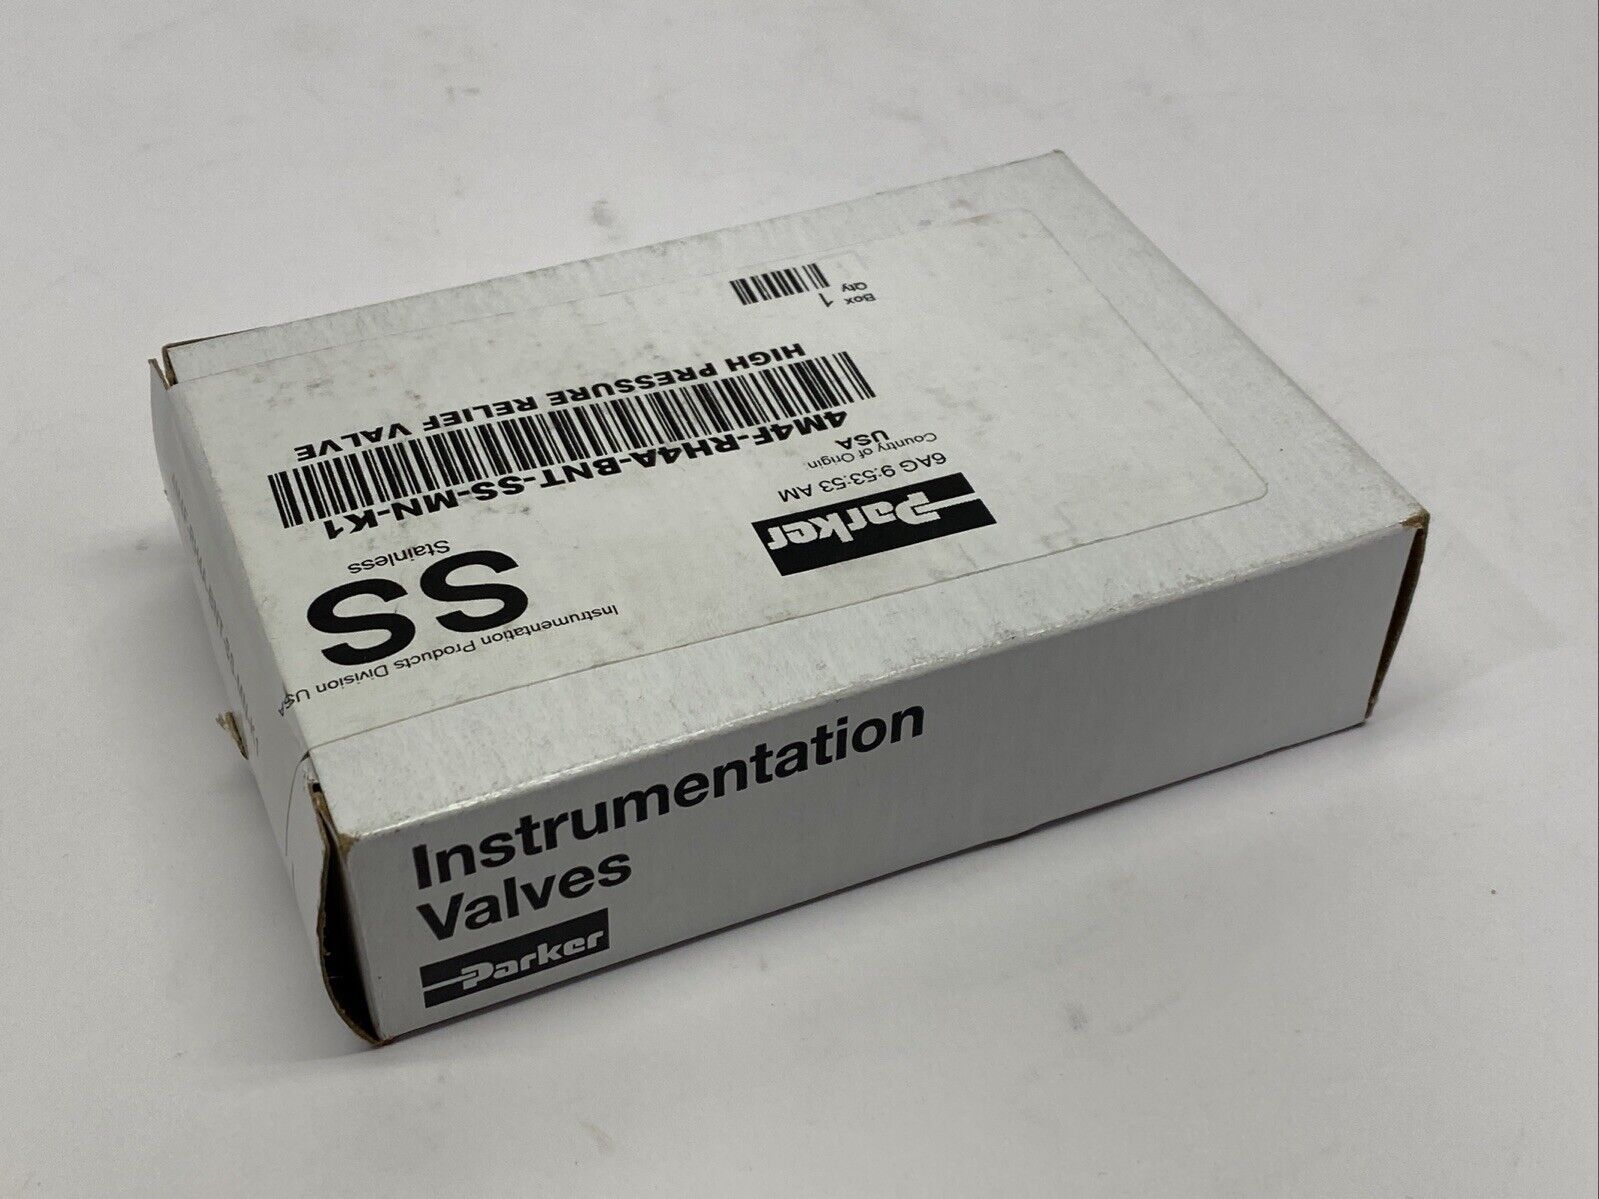 Parker
6AG 9:53:53 AM
Country of Origin
USA
Instrumentation Products Division USA
SS
Stainless
4M4F-RH4A-BNT-SS-MN-K1
HIGH PRESSURE RELIEF VALVE
Box
Qty
1
Instrumentation
Valves
Parker